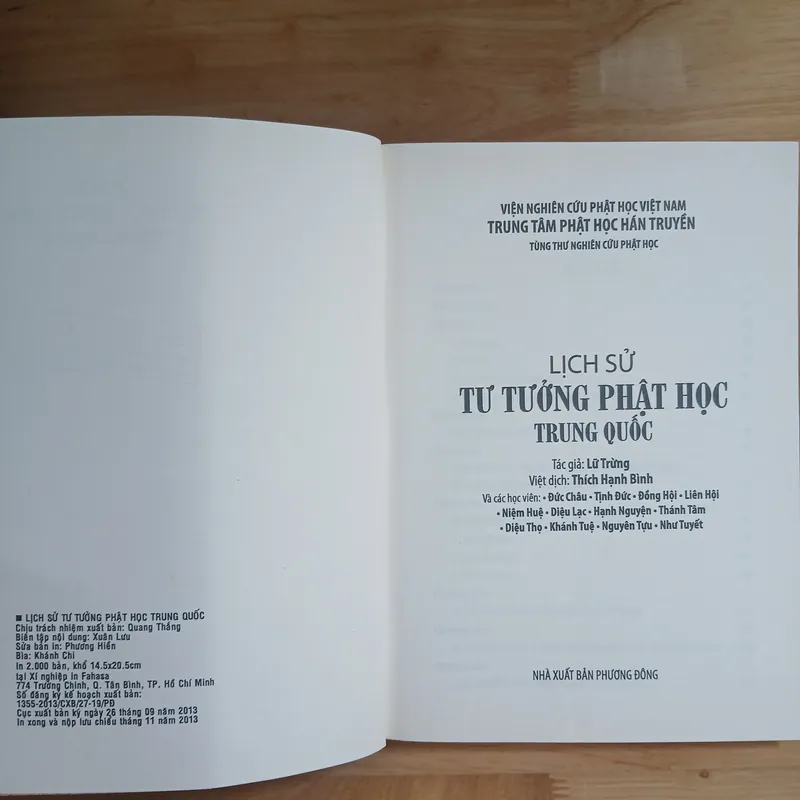 ■ LỊCH SỬ TƯ TƯỞNG PHẬT HỌC TRUNG QUỐC
Chịu trách nhiệm xuất bản: Quang Thắng
Biên tập nội dung: Xuân Lưu
Sửa bản in: Phương Hiền
Bìa: Khánh Chi
In 2.000 bản, khổ 14.5x20.5cm
tại Xí nghiệp in Fahasa
774 Trường Chinh, Q. Tân Bình, TP. Hồ Chí Minh
Số đăng ký kế hoạch xuất bản:
1355-2013/CXB/27-19/PĐ
Cục xuất bản ký ngày 26 tháng 09 năm 2013
In xong và nộp lưu chiểu tháng 11 năm 2013
VIỆN NGHIÊN CỨU PHẬT HỌC VIỆT NAM
TRUNG TÂM PHẬT HỌC HÁN TRUYỀN
TÙNG THƯ NGHIÊN CỨU PHẬT HỌC
LỊCH SỬ
TƯ TƯỞNG PHẬT HỌC
TRUNG QUỐC
Tác giả: Lữ Trừng
Việt dịch: Thích Hạnh Bình
Và các học viên: • Đức Châu • Tịnh Đức • Đồng Hội • Liên Hội
• Niệm Huệ • Diệu Lạc • Hạnh Nguyện • Thánh Tâm
• Diệu Thọ • Khánh Tuệ • Nguyên Tựu • Như Tuyết
NHÀ XUẤT BẢN PHƯƠNG ĐÔNG